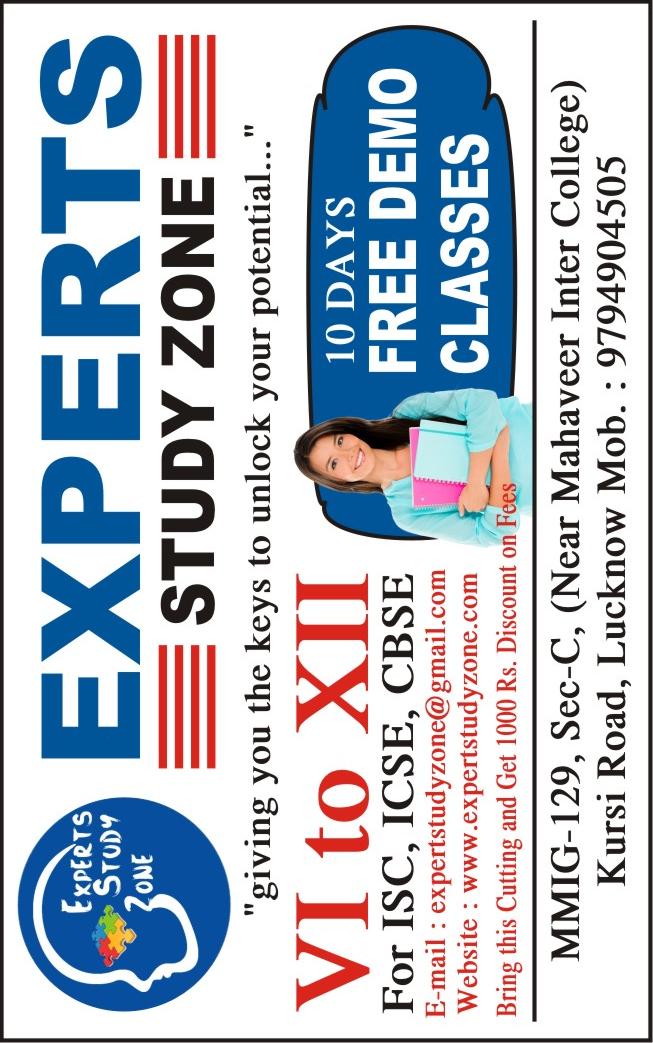 EXPERTS
STUDY
ZONE
EXPERTS
STUDY ZONE
"giving you the keys to unlock your potential..."
VI to XII
For ISC, ICSE, CBSE
E-mail : expertstudyzone@gmail.com
Website : www.expertstudyzone.com
Bring this Cutting and Get 1000 Rs. Discount on Fees
10 DAYS
FREE DEMO
CLASSES
MMIG-129, Sec-C, (Near Mahaveer Inter College)
Kursi Road, Lucknow Mob. : 9794904505